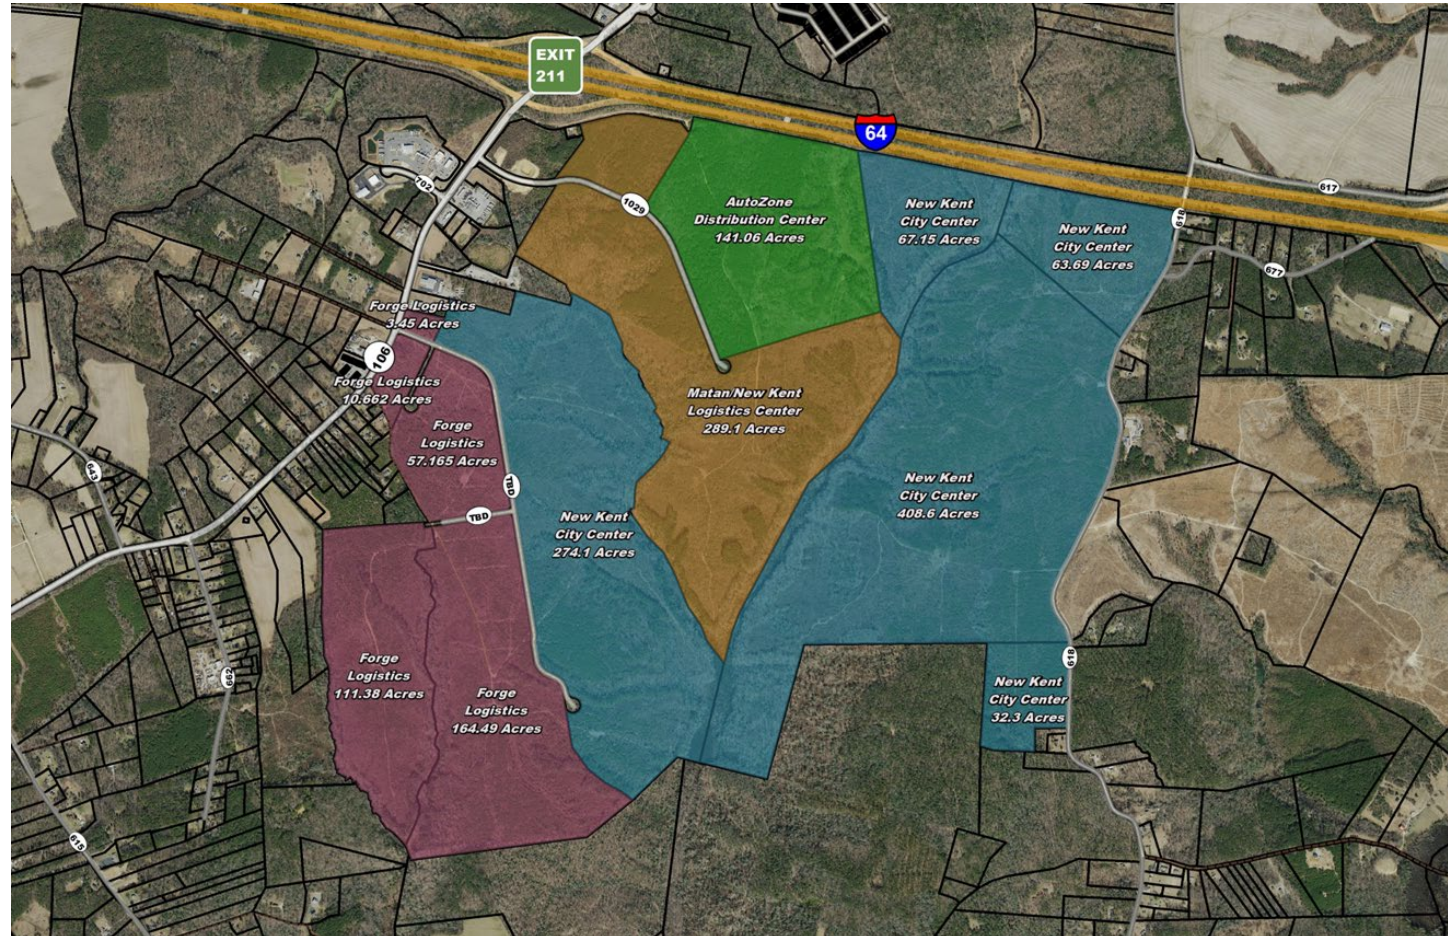 EXIT
211
64
617
702
1029
618
AutoZone
Distribution Center
141.06 Acres
New Kent
City Center
67.15 Acres
New Kent
City Center
63.69 Acres
677
Forge Logistics
3.45 Acres
106
Forge Logistics
10.662 Acres
Matan/New Kent
Logistics Center
289.1 Acres
Forge
Logistics
57.165 Acres
643
TBD
TBD
New Kent
City Center
408.6 Acres
New Kent
City Center
274.1 Acres
618
662
Forge
Logistics
111.38 Acres
Forge
Logistics
164.49 Acres
New Kent
City Center
32.3 Acres
615